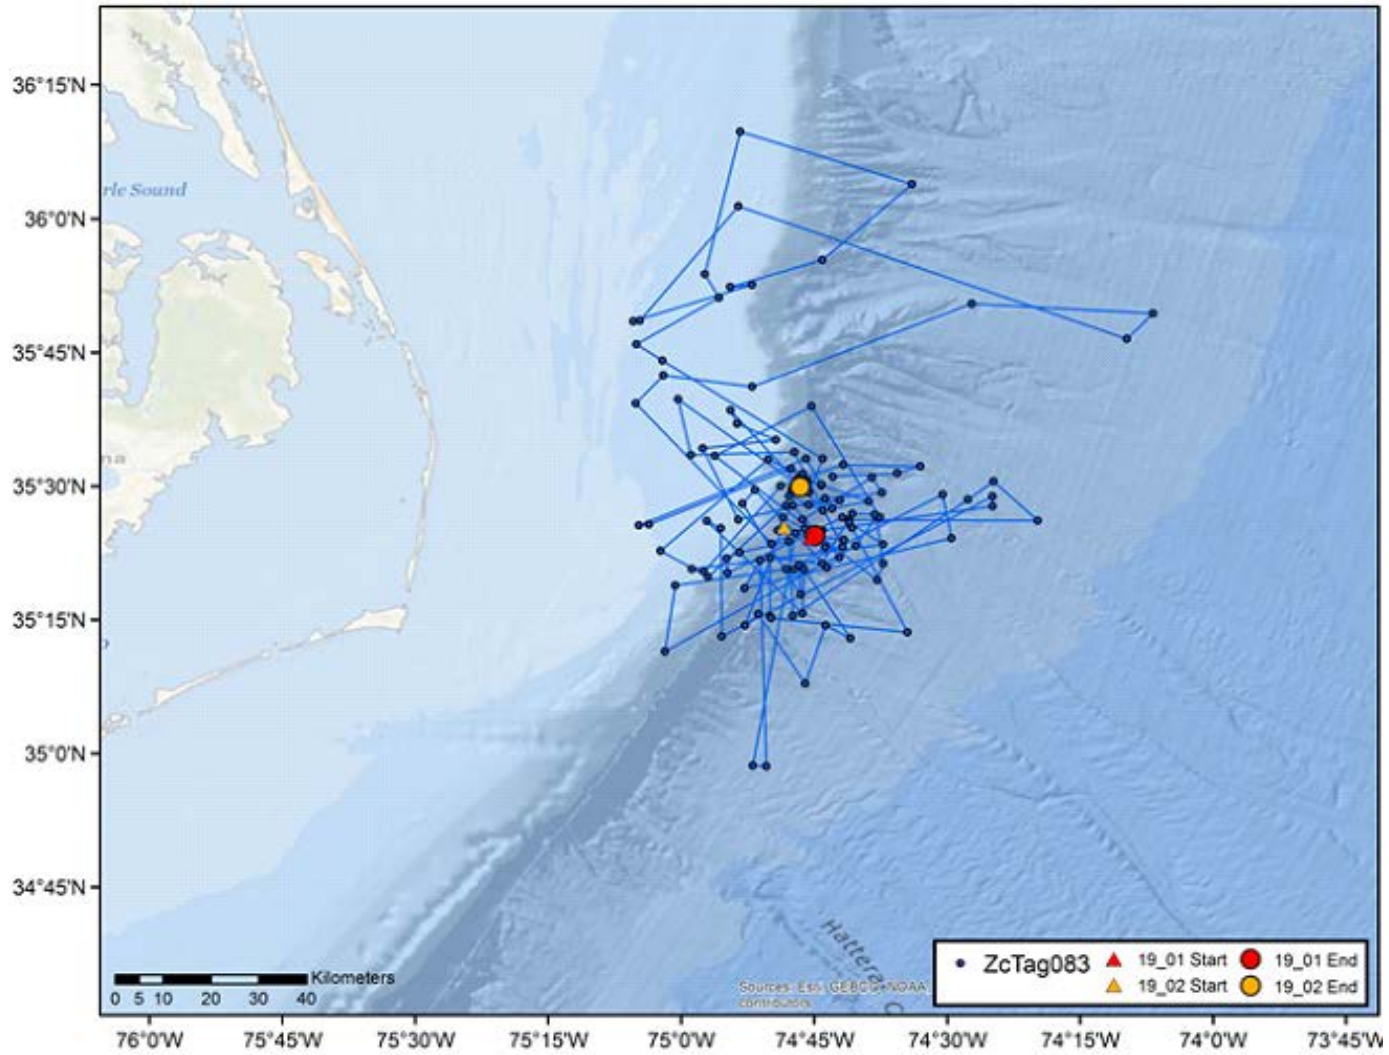 36°15'N
rle Sound
36°0'N
35°45'N
na
35°30'N
35°15'N
35°0'N
34°45'N
Hatteras
ZcTag083 19_01 Start 19_01 End
19_02 Start 19_02 End
Kilometers
0 5 10 20 30 40
Sources: Esri, GEBCO, NOAA,
contributors
76°0'W 75°45'W 75°30'W 75°15'W 75°0'W 74°45'W 74°30'W 74°15'W 74°0'W 73°45'W